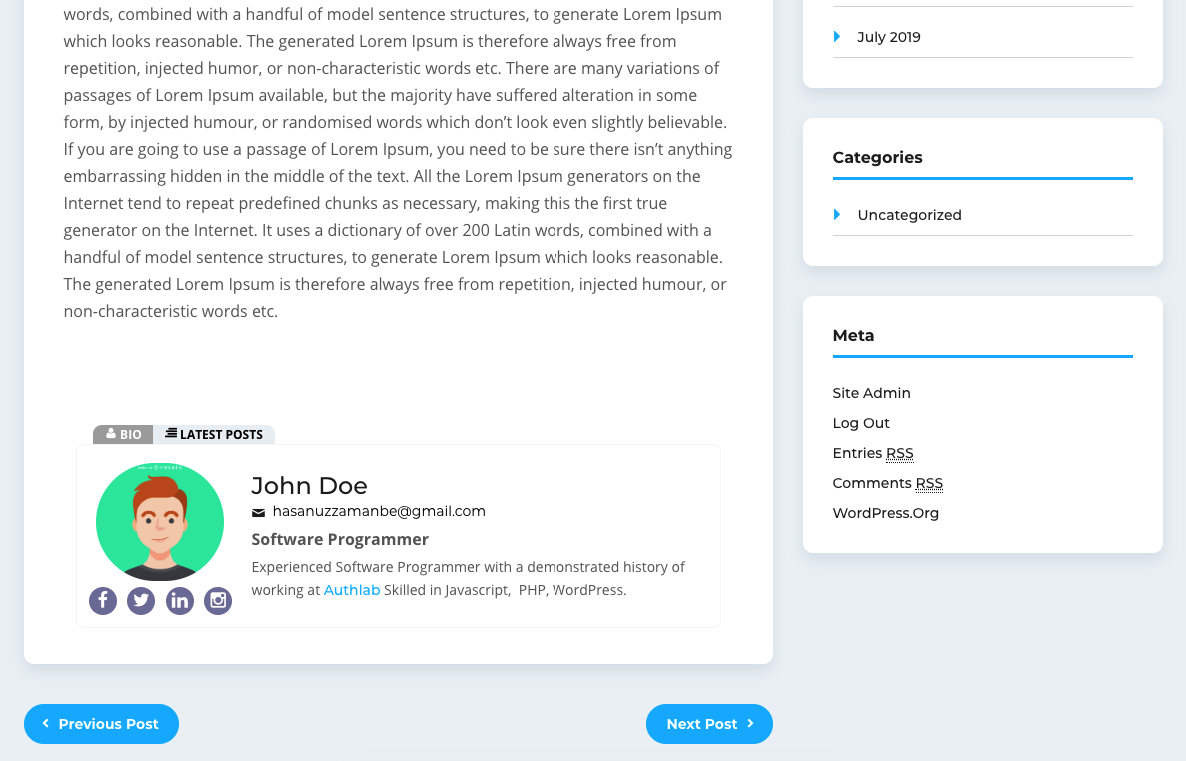 words, combined with a handful of model sentence structures, to generate Lorem Ipsum
which looks reasonable. The generated Lorem Ipsum is therefore always free from
repetition, injected humor, or non-characteristic words etc. There are many variations of
passages of Lorem Ipsum available, but the majority have suffered alteration in some
form, by injected humour, or randomised words which don’t look even slightly believable.
If you are going to use a passage of Lorem Ipsum, you need to be sure there isn’t anything
embarrassing hidden in the middle of the text. All the Lorem Ipsum generators on the
Internet tend to repeat predefined chunks as necessary, making this the first true
generator on the Internet. It uses a dictionary of over 200 Latin words, combined with a
handful of model sentence structures, to generate Lorem Ipsum which looks reasonable.
The generated Lorem Ipsum is therefore always free from repetition, injected humour, or
non-characteristic words etc.
BIO
LATEST POSTS
John Doe
hasanuzzamanbe@gmail.com
Software Programmer
Experienced Software Programmer with a demonstrated history of
working at Authlab Skilled in Javascript,  PHP, WordPress.
Previous Post
Next Post
July 2019
Categories
Uncategorized
Meta
Site Admin
Log Out
Entries RSS
Comments RSS
WordPress.Org